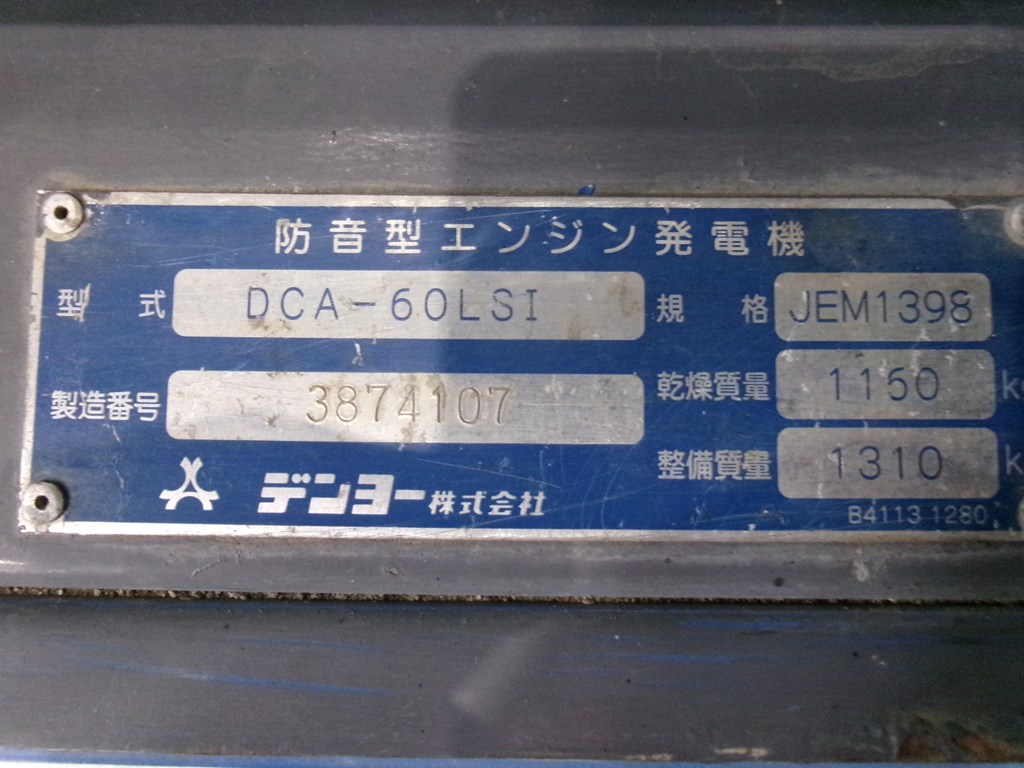 防音型エンジン発電機
型式 DCA-60LSI 規格 JEM1398
製造番号 3874107 乾燥質量 1150 k
整備質量 1310 k
デンヨー株式会社
B4113 1280